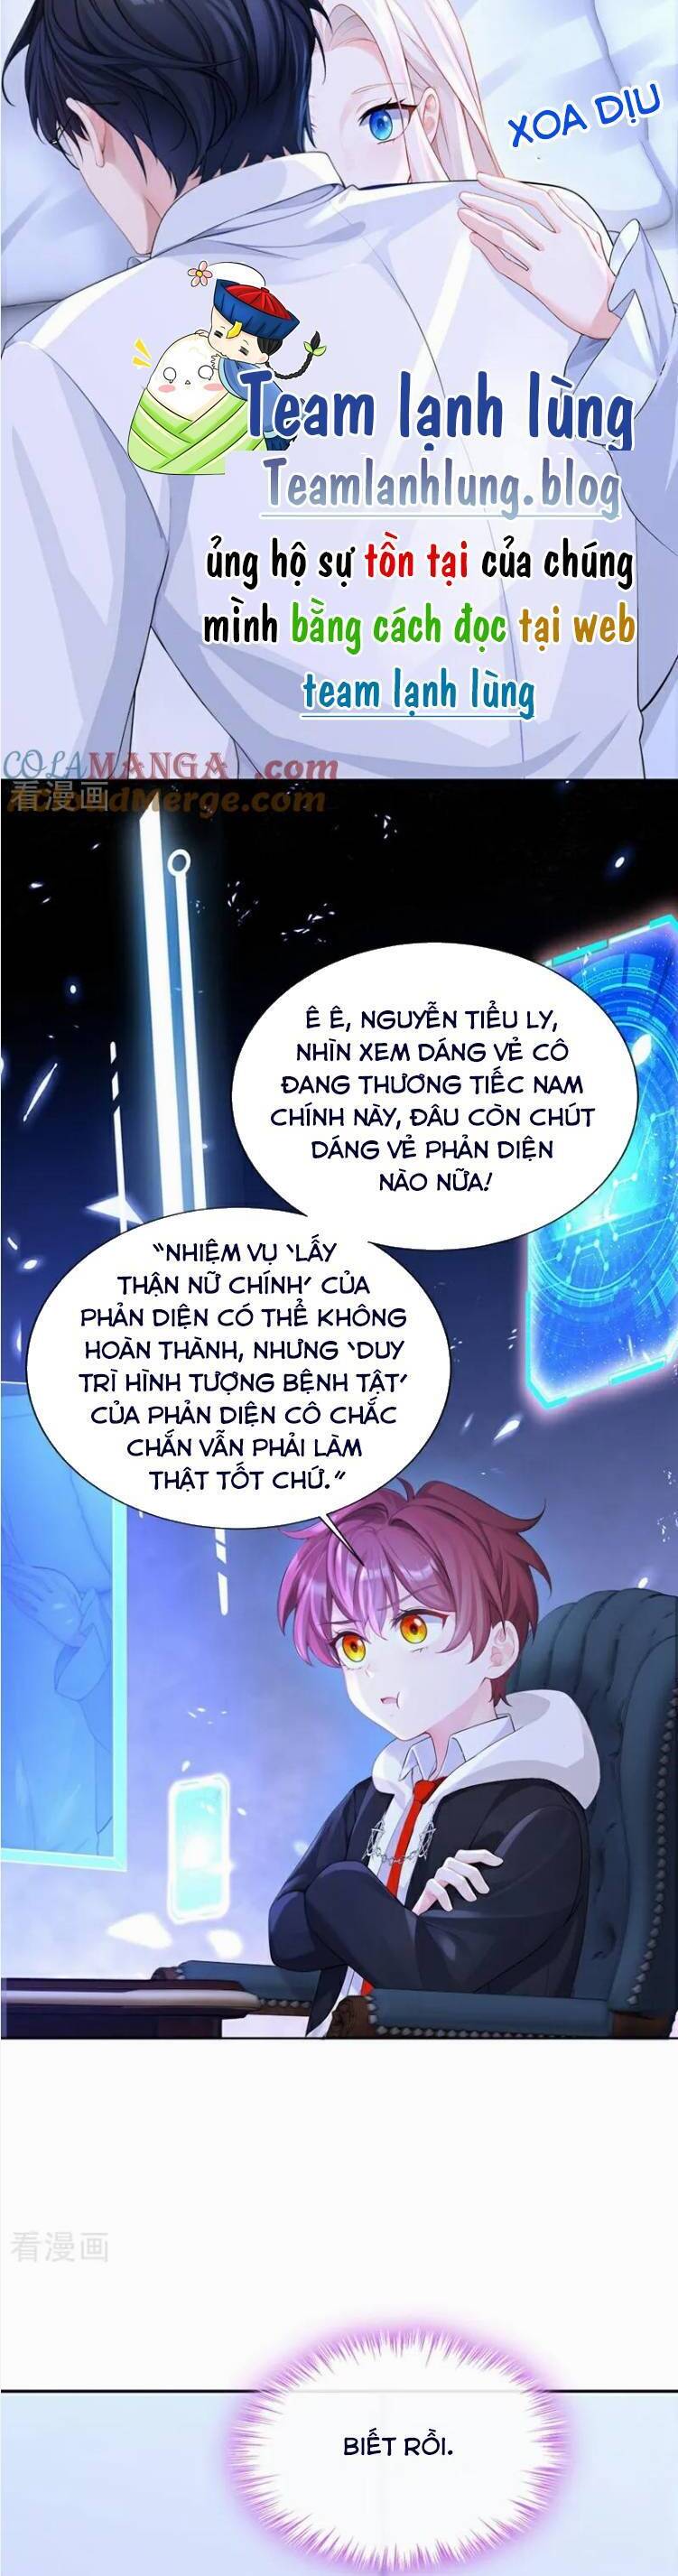 XOA DỊU
Team lạnh lùng
Teamlanhlung.blog
ủng hộ sự tồn tại của chúng
mình bằng cách đọc tại web
team lạnh lùng
COLAMANGA.com
看漫画
AcloudMerge.com
Ê Ê, NGUYỄN TIỂU LY,
NHÌN XEM DÁNG VẺ CÔ
ĐANG THƯƠNG TIẾC NAM
CHÍNH NÀY, ĐÂU CÒN CHÚT
DÁNG VẺ PHẢN DIỆN
NÀO NỮA!
"NHIỆM VỤ 'LẤY
THẬN NỮ CHÍNH' CỦA
PHẢN DIỆN CÓ THỂ KHÔNG
HOÀN THÀNH, NHƯNG 'DUY
TRÌ HÌNH TƯỢNG BỆNH TẬT'
CỦA PHẢN DIỆN CÔ CHẮC
CHẮN VẪN PHẢI LÀM
THẬT TỐT CHỨ."
看漫画
BIẾT RỒI.